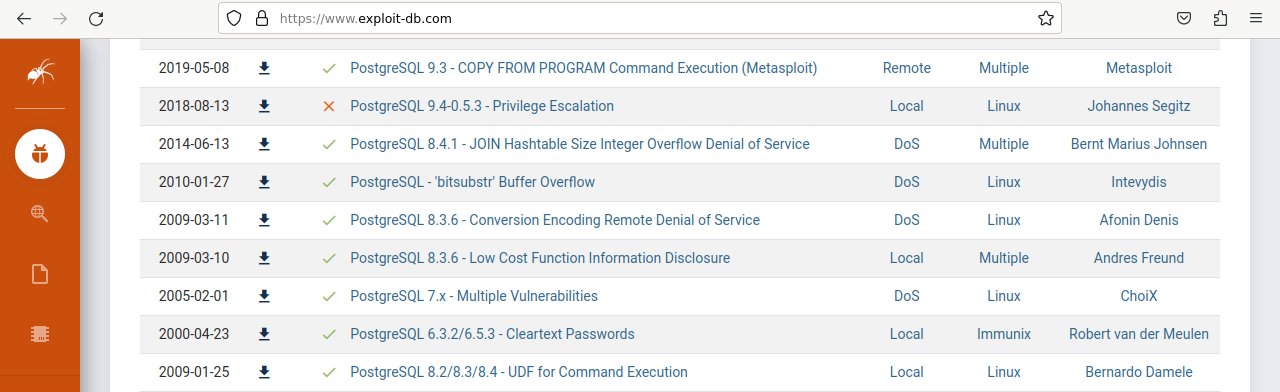 https://www.exploit-db.com
2019-05-08 PostgreSQL 9.3 - COPY FROM PROGRAM Command Execution (Metasploit) Remote Multiple Metasploit
2018-08-13 PostgreSQL 9.4-0.5.3 - Privilege Escalation Local Linux Johannes Segitz
2014-06-13 PostgreSQL 8.4.1 - JOIN Hashtable Size Integer Overflow Denial of Service DoS Multiple Bernt Marius Johnsen
2010-01-27 PostgreSQL - 'bitsubstr' Buffer Overflow DoS Linux Intevydis
2009-03-11 PostgreSQL 8.3.6 - Conversion Encoding Remote Denial of Service DoS Linux Afonin Denis
2009-03-10 PostgreSQL 8.3.6 - Low Cost Function Information Disclosure Local Multiple Andres Freund
2005-02-01 PostgreSQL 7.x - Multiple Vulnerabilities DoS Linux ChoiX
2000-04-23 PostgreSQL 6.3.2/6.5.3 - Cleartext Passwords Local Immunix Robert van der Meulen
2009-01-25 PostgreSQL 8.2/8.3/8.4 - UDF for Command Execution Local Linux Bernardo Damele